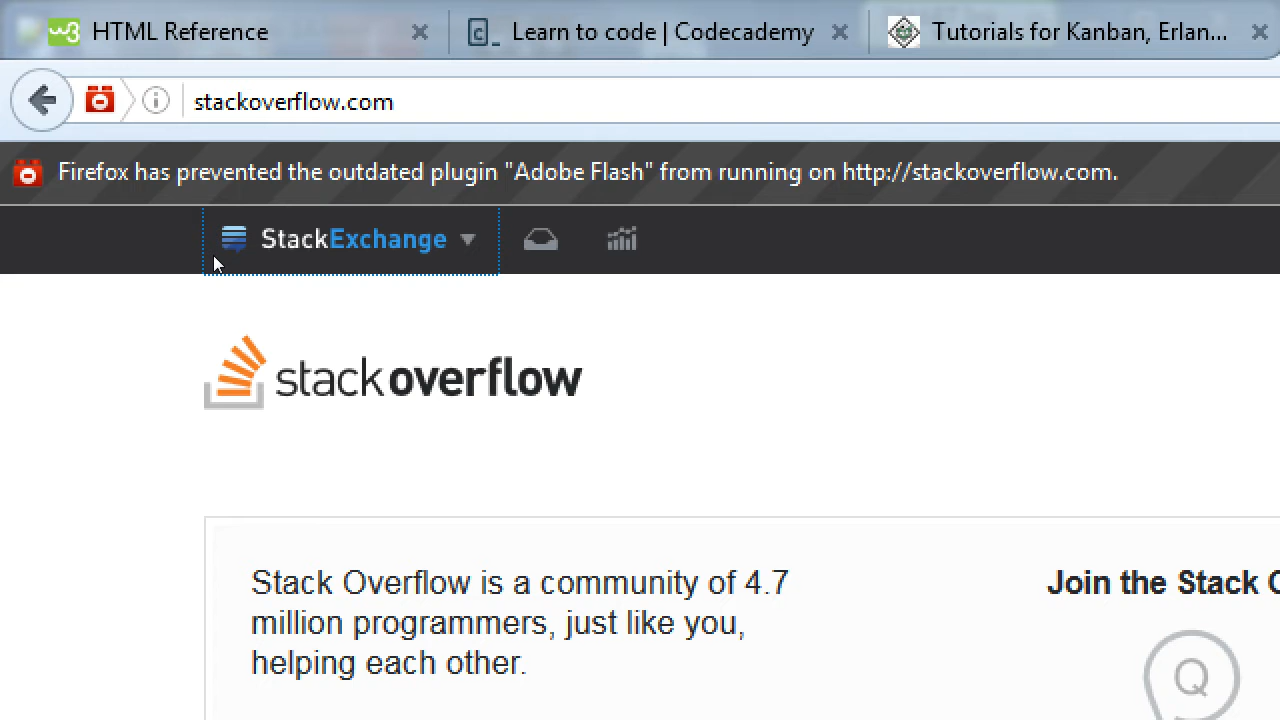 w3 HTML Reference
c_ Learn to code | Codecademy
Tutorials for Kanban, Erlan...
stackoverflow.com
Firefox has prevented the outdated plugin "Adobe Flash" from running on http://stackoverflow.com.
StackExchange
stackoverflow
Stack Overflow is a community of 4.7
million programmers, just like you,
helping each other.
Join the Stack O
Q